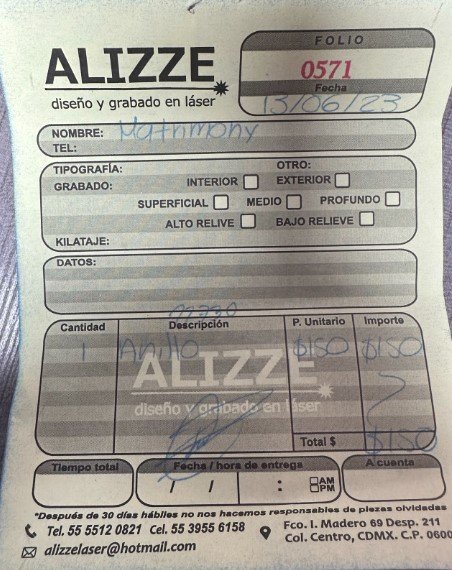 ALIZZE
diseño y grabado en láser
FOLIO
0571
Fecha
13/06/23
NOMBRE: Matrimony
TEL:
TIPOGRAFÍA: OTRO:
GRABADO: INTERIOR EXTERIOR
SUPERFICIAL MEDIO PROFUNDO
ALTO RELIVE BAJO RELIEVE
KILATAJE:
DATOS:
Cantidad Descripción P. Unitario Importe
1 Anillo $150 $150
ALIZZE
diseño y grabado en láser
Total $ $150
Tiempo total Fecha / hora de entrega A cuenta
/ / : AM
PM
*Después de 30 días hábiles no nos hacemos responsables de piezas olvidadas
Tel. 55 5512 0821 Cel. 55 3955 6158
Fco. I. Madero 69 Desp. 211
Col. Centro, CDMX. C.P. 0600
alizzelaser@hotmail.com